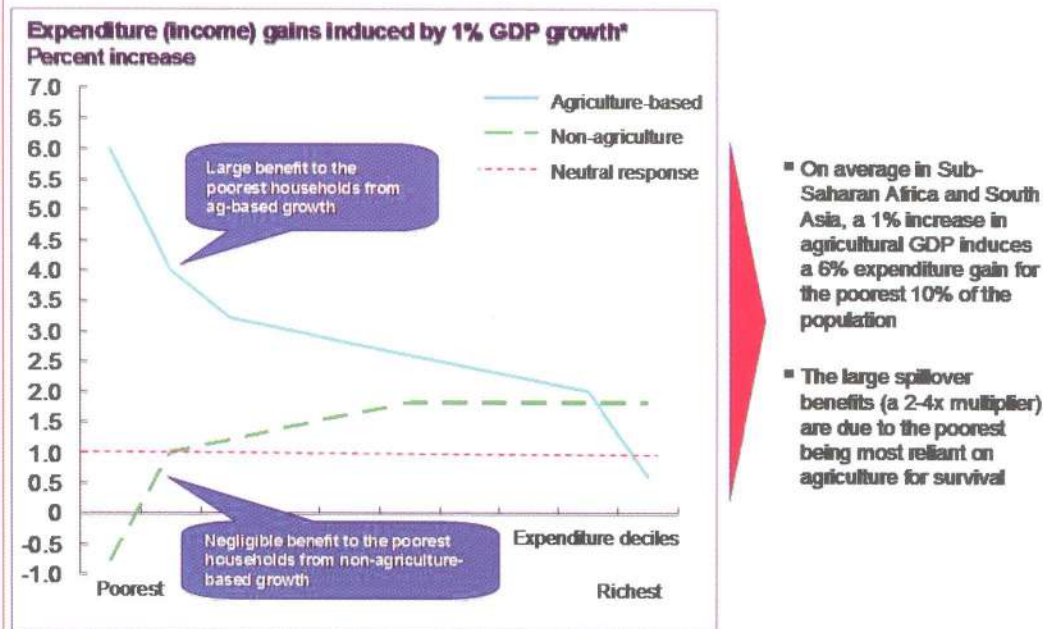 Expenditure (income) gains induced by 1% GDP growth*
Percent increase
7.0
6.5
6.0
5.5
5.0
4.5
4.0
3.5
3.0
2.5
2.0
1.5
1.0
0.5
0
-0.5
-1.0
Agriculture-based
Non-agriculture
Neutral response
Large benefit to the
poorest households from
ag-based growth
Negligible benefit to the poorest
households from non-agriculture-
based growth
Expenditure deciles
Poorest
Richest
▪ On average in Sub-
Saharan Africa and South
Asia, a 1% increase in
agricultural GDP induces
a 6% expenditure gain for
the poorest 10% of the
population
▪ The large spillover
benefits (a 2-4x multiplier)
are due to the poorest
being most reliant on
agriculture for survival